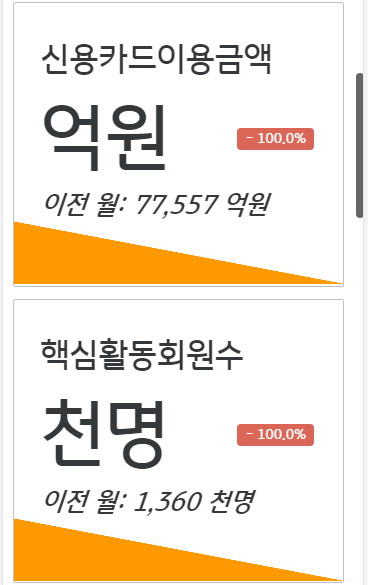 신용카드이용금액
억원
- 100.0%
이전 월: 77,557 억원
핵심활동회원수
천명
- 100.0%
이전 월: 1,360 천명